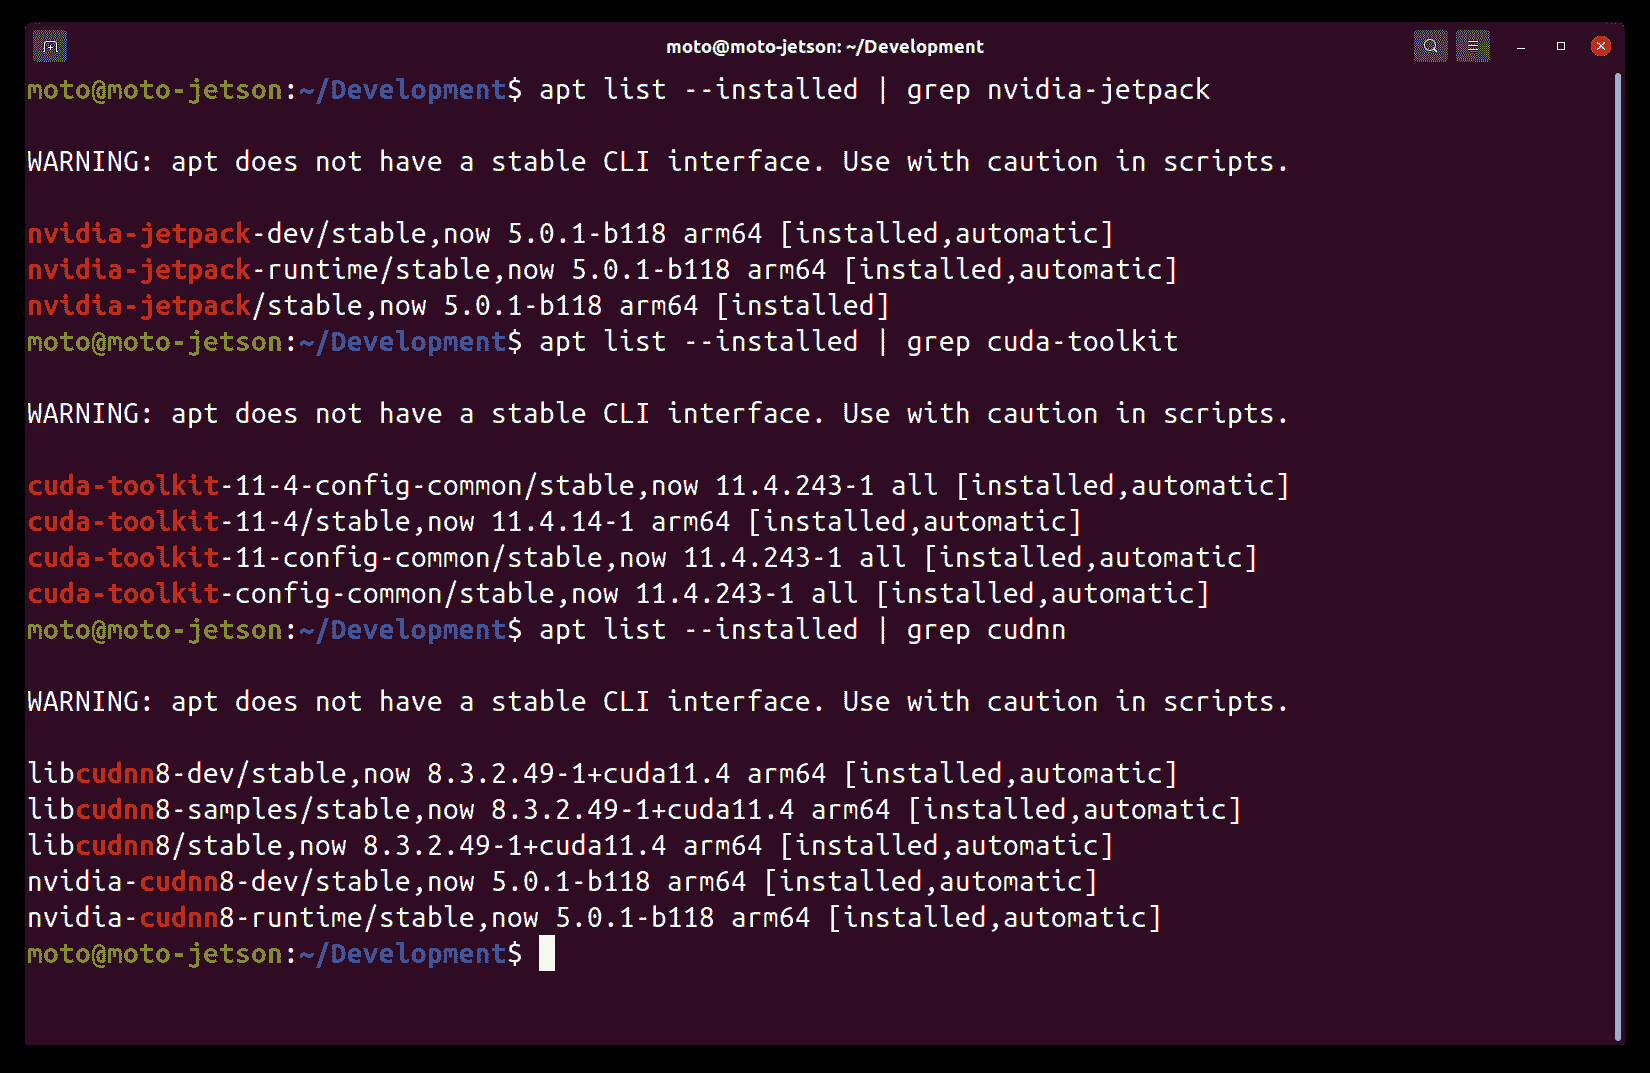 moto@moto-jetson: ~/Development
moto@moto-jetson:~/Development$ apt list --installed | grep nvidia-jetpack
WARNING: apt does not have a stable CLI interface. Use with caution in scripts.
nvidia-jetpack-dev/stable,now 5.0.1-b118 arm64 [installed,automatic]
nvidia-jetpack-runtime/stable,now 5.0.1-b118 arm64 [installed,automatic]
nvidia-jetpack/stable,now 5.0.1-b118 arm64 [installed]
moto@moto-jetson:~/Development$ apt list --installed | grep cuda-toolkit
WARNING: apt does not have a stable CLI interface. Use with caution in scripts.
cuda-toolkit-11-4-config-common/stable,now 11.4.243-1 all [installed,automatic]
cuda-toolkit-11-4/stable,now 11.4.14-1 arm64 [installed,automatic]
cuda-toolkit-11-config-common/stable,now 11.4.243-1 all [installed,automatic]
cuda-toolkit-config-common/stable,now 11.4.243-1 all [installed,automatic]
moto@moto-jetson:~/Development$ apt list --installed | grep cudnn
WARNING: apt does not have a stable CLI interface. Use with caution in scripts.
libcudnn8-dev/stable,now 8.3.2.49-1+cuda11.4 arm64 [installed,automatic]
libcudnn8-samples/stable,now 8.3.2.49-1+cuda11.4 arm64 [installed,automatic]
libcudnn8/stable,now 8.3.2.49-1+cuda11.4 arm64 [installed,automatic]
nvidia-cudnn8-dev/stable,now 5.0.1-b118 arm64 [installed,automatic]
nvidia-cudnn8-runtime/stable,now 5.0.1-b118 arm64 [installed,automatic]
moto@moto-jetson:~/Development$